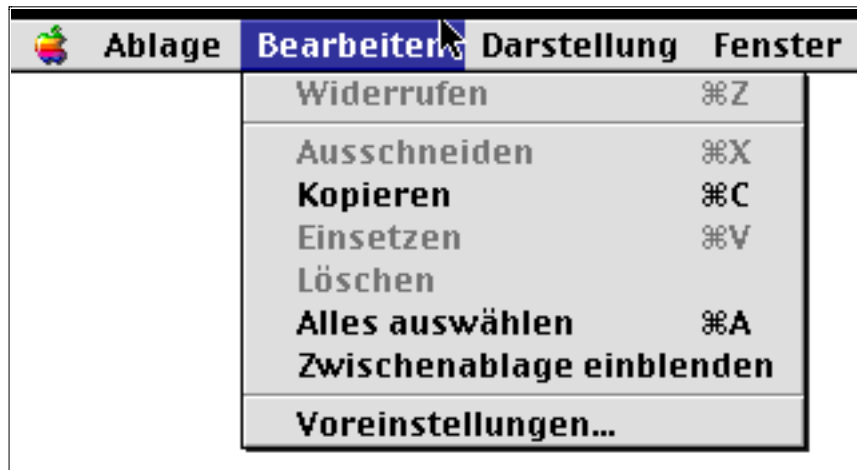 Ablage Bearbeiten Darstellung Fenster
Widerrufen ⌘Z
Ausschneiden ⌘X
Kopieren ⌘C
Einsetzen ⌘V
Löschen
Alles auswählen ⌘A
Zwischenablage einblenden
Voreinstellungen...